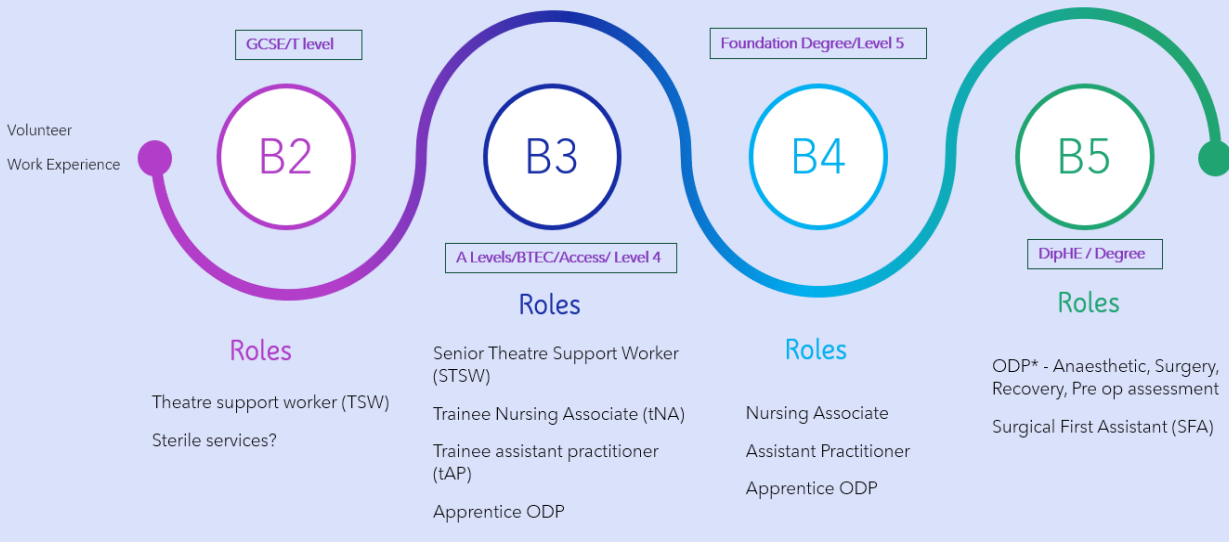 Volunteer
Work Experience
GCSE/T level
B2
Roles
Theatre support worker (TSW)
Sterile services?
B3
A Levels/BTEC/Access/ Level 4
Roles
Senior Theatre Support Worker
(STSW)
Trainee Nursing Associate (tNA)
Trainee assistant practitioner
(tAP)
Apprentice ODP
Foundation Degree/Level 5
B4
Roles
Nursing Associate
Assistant Practitioner
Apprentice ODP
B5
DipHE / Degree
Roles
ODP* - Anaesthetic, Surgery,
Recovery, Pre op assessment
Surgical First Assistant (SFA)